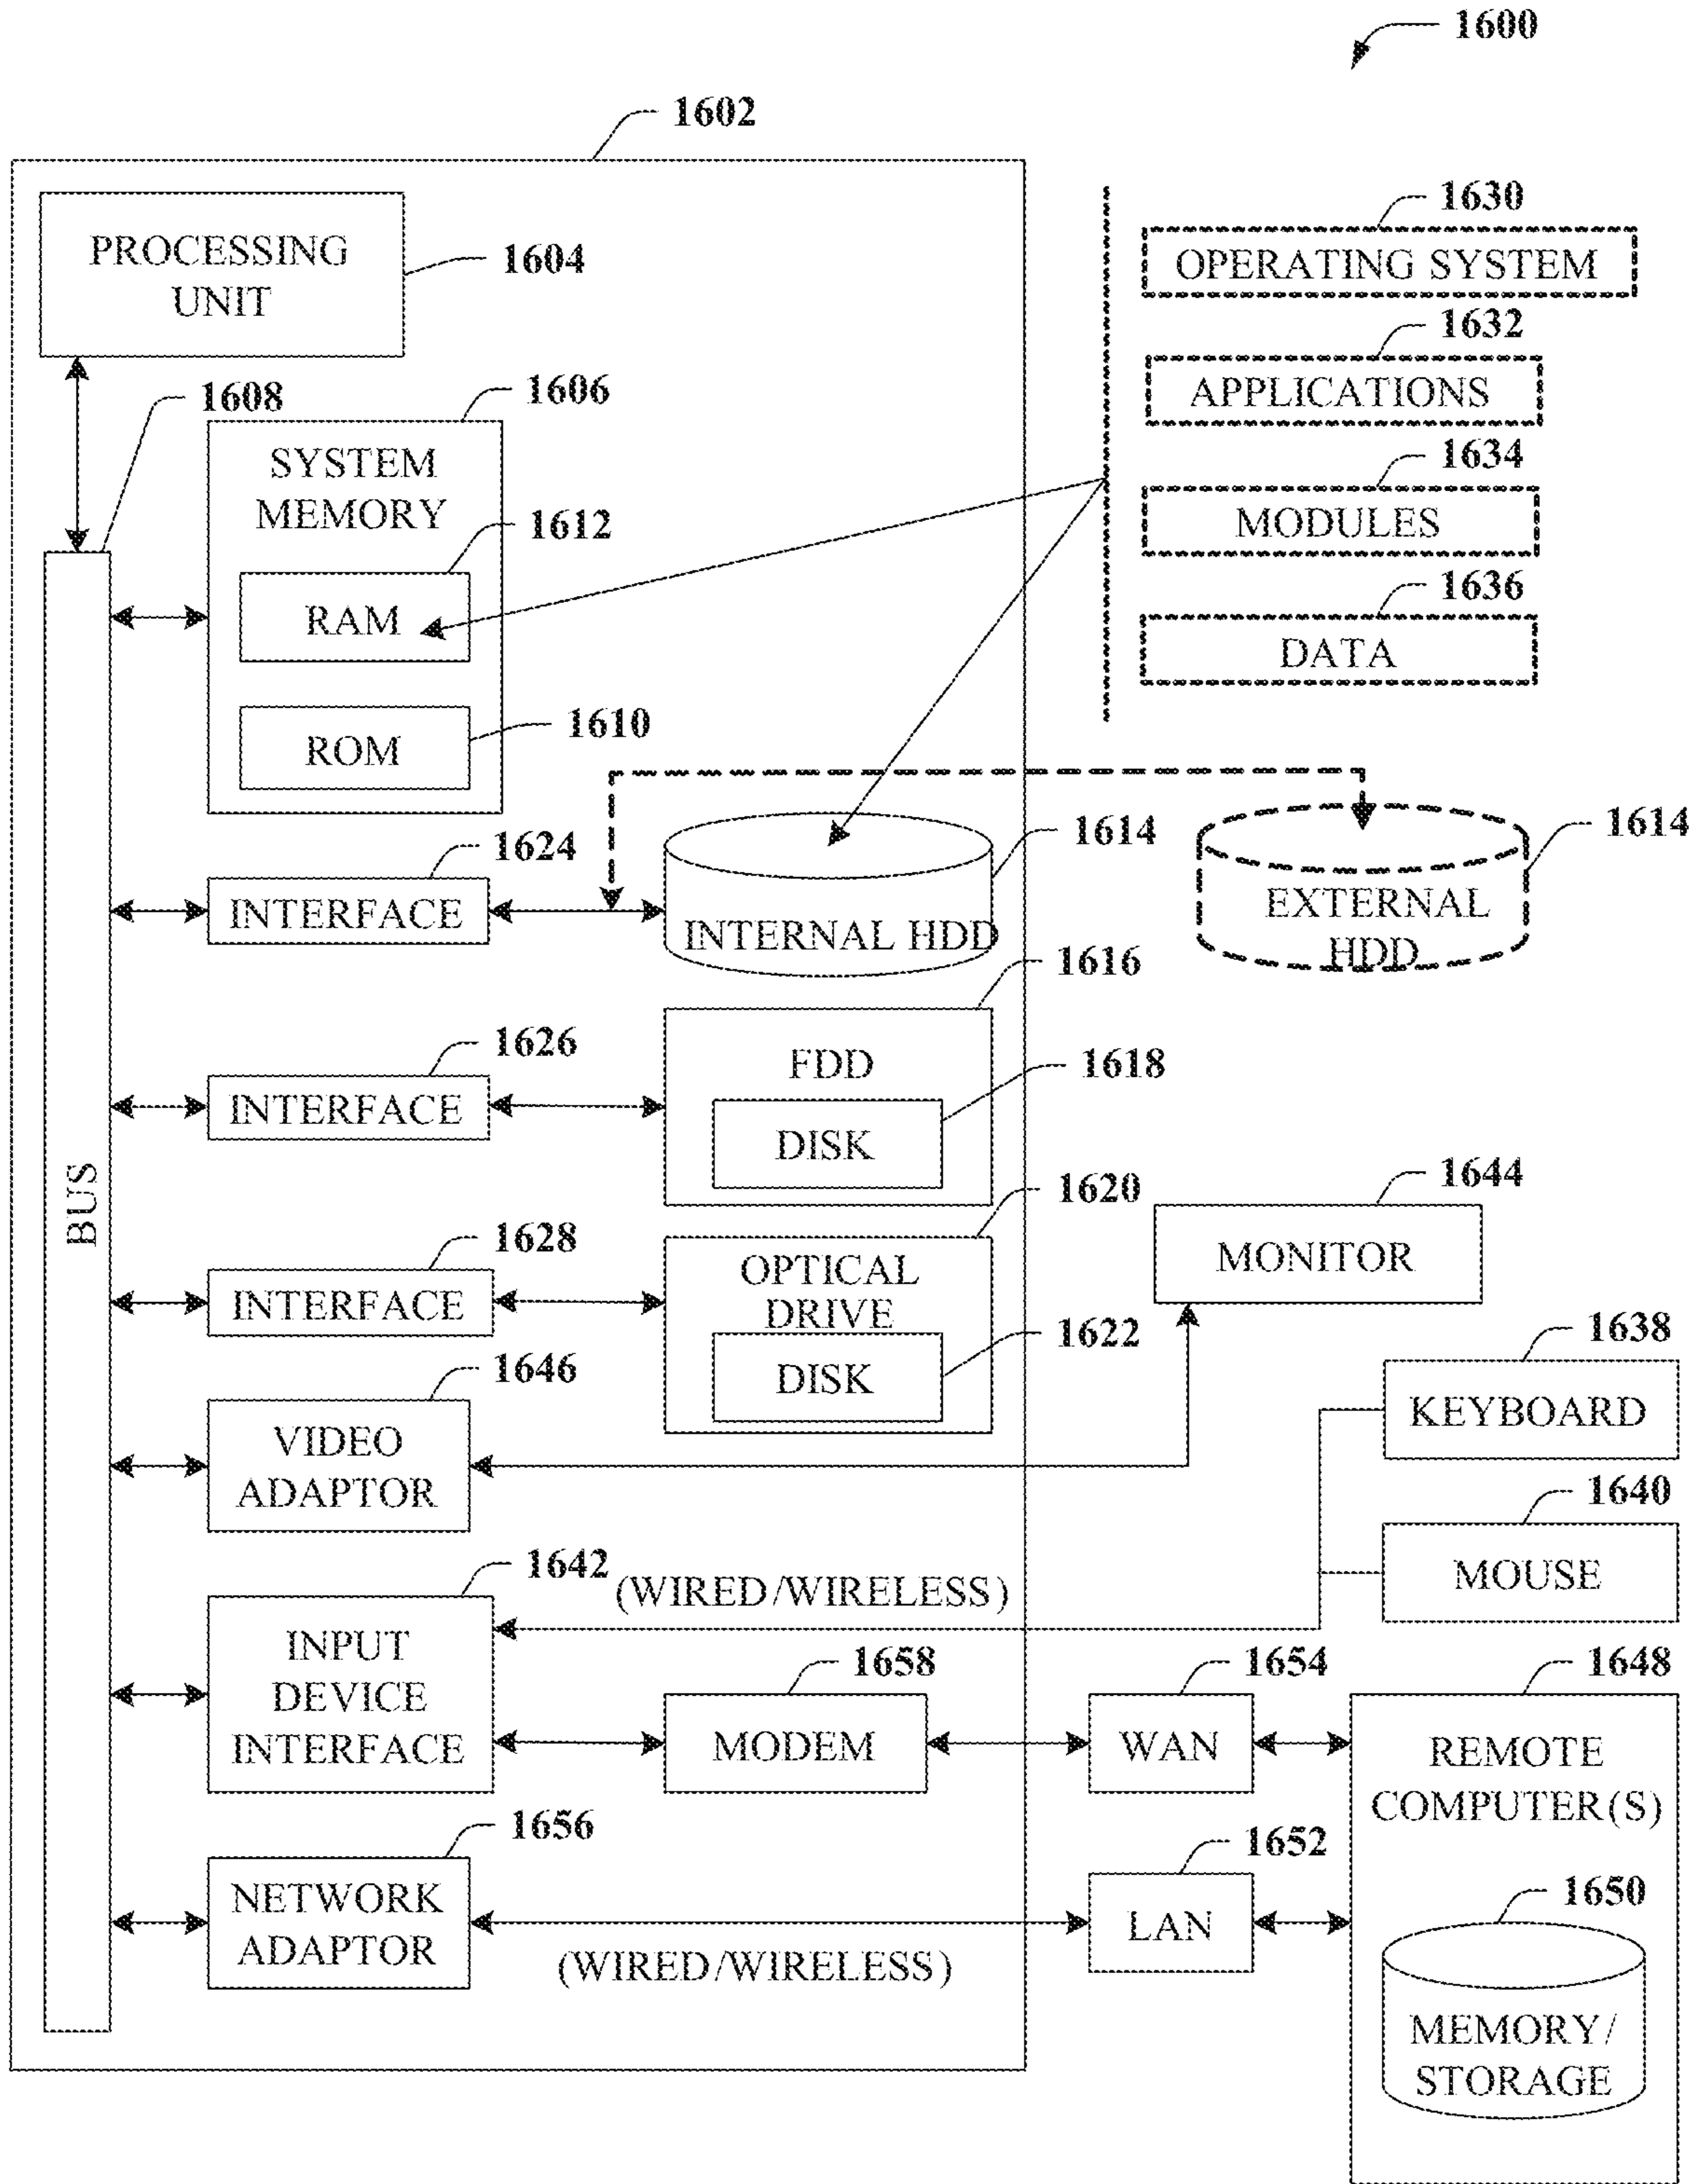 1600
1602
PROCESSING
UNIT
1604
1630
OPERATING SYSTEM
1632
APPLICATIONS
1634
MODULES
1636
DATA
1608
1606
SYSTEM
MEMORY
1612
RAM
1610
ROM
1624
INTERFACE
1614
INTERNAL HDD
1614
EXTERNAL
HDD
1626
INTERFACE
1616
FDD
1618
DISK
BUS
1628
INTERFACE
1620
OPTICAL
DRIVE
1622
DISK
1644
MONITOR
1646
VIDEO
ADAPTOR
1638
KEYBOARD
1640
MOUSE
1642
INPUT
DEVICE
INTERFACE
(WIRED/WIRELESS)
1658
MODEM
1654
WAN
1648
REMOTE
COMPUTER(S)
1656
NETWORK
ADAPTOR
(WIRED/WIRELESS)
1652
LAN
1650
MEMORY/
STORAGE